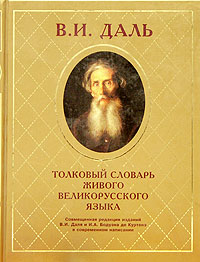 В.И. ДАЛЬ
ТОЛКОВЫЙ СЛОВАРЬ
ЖИВОГО
ВЕЛИКОРУССКОГО
ЯЗЫКА
Совмещенная редакция изданий
В.И. Даля и И.А. Бодуэна де Куртенэ
в современном написании